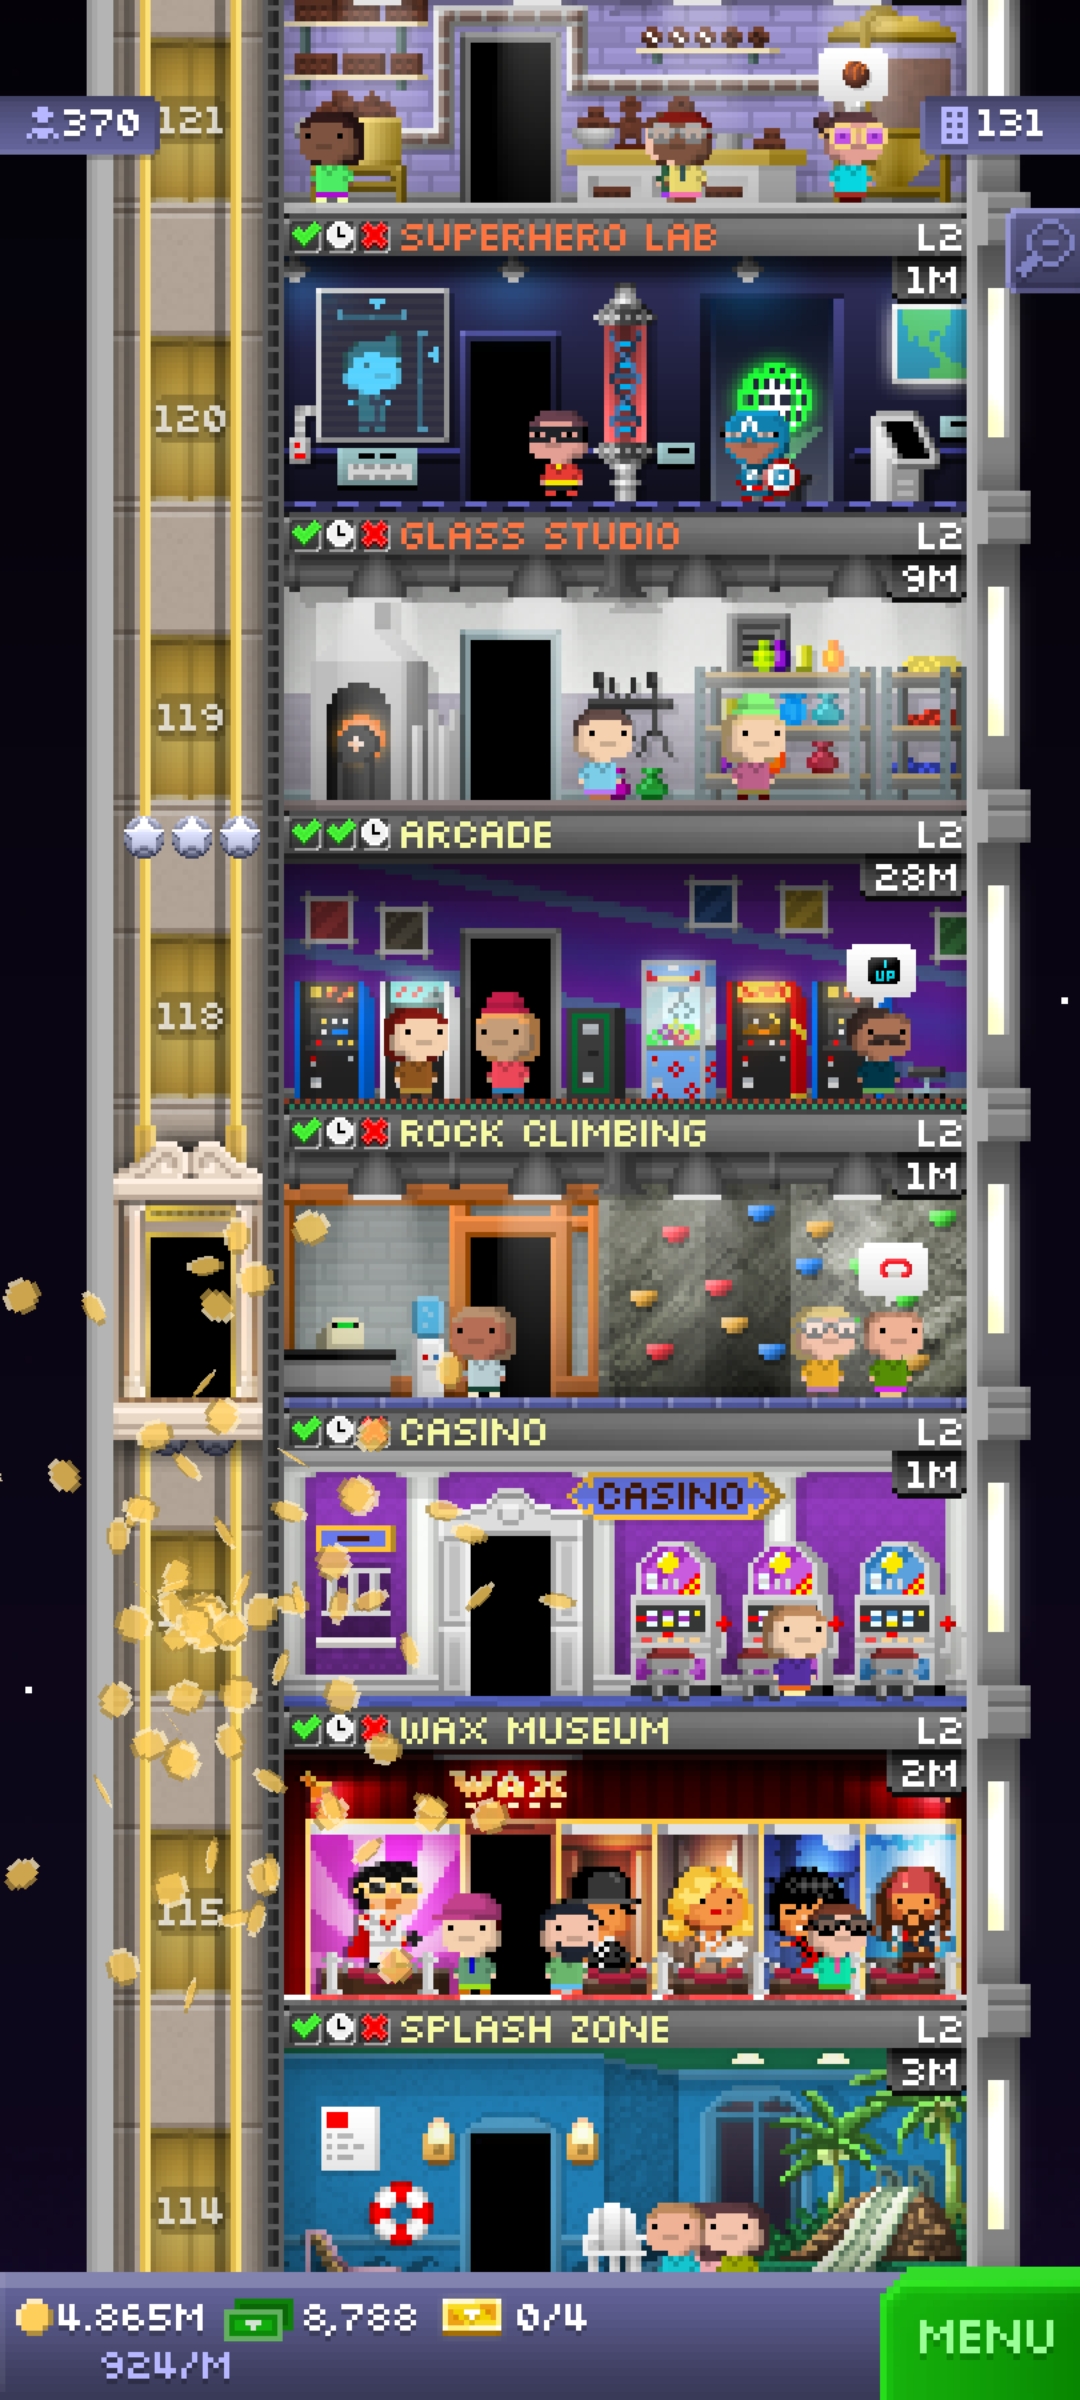 370
121
131
SUPERHERO LAB L2
1M
120
GLASS STUDIO L2
9M
119
ARCADE L2
28M
1UP
118
ROCK CLIMBING L2
1M
CASINO L2
1M
CASINO
WAX MUSEUM L2
2M
WAX
115
SPLASH ZONE L2
3M
114
4.865M 8,788 0/4
924/M
MENU